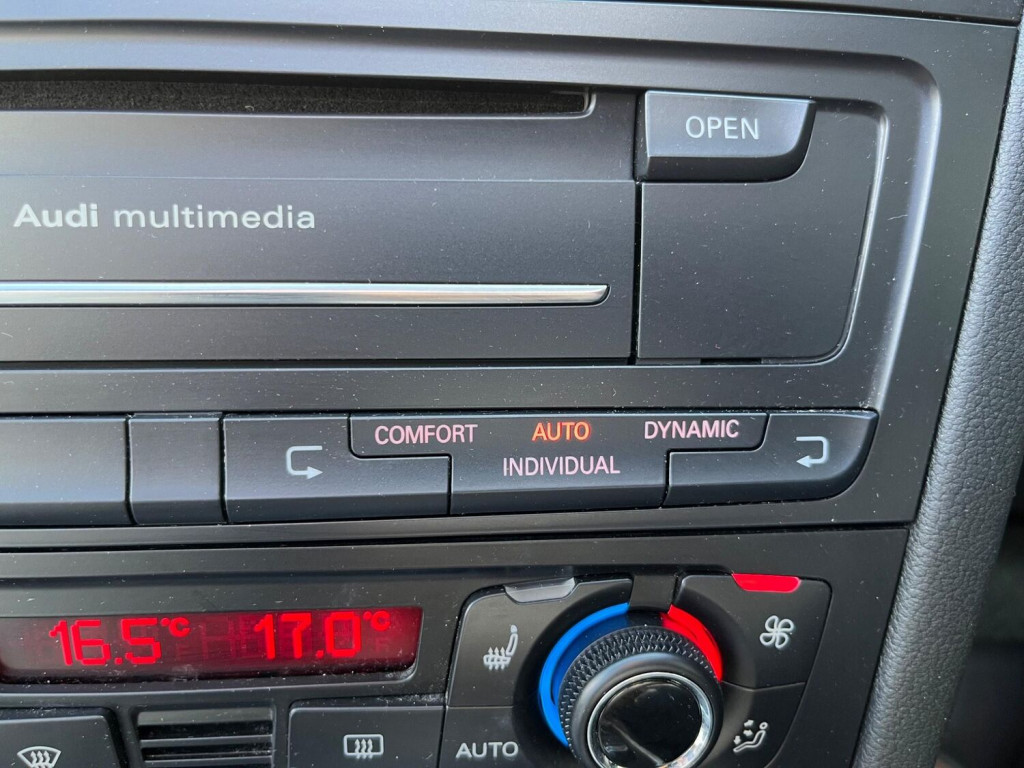 OPEN
Audi multimedia
COMFORT AUTO DYNAMIC
INDIVIDUAL
16.5°C 17.0°C
AUTO